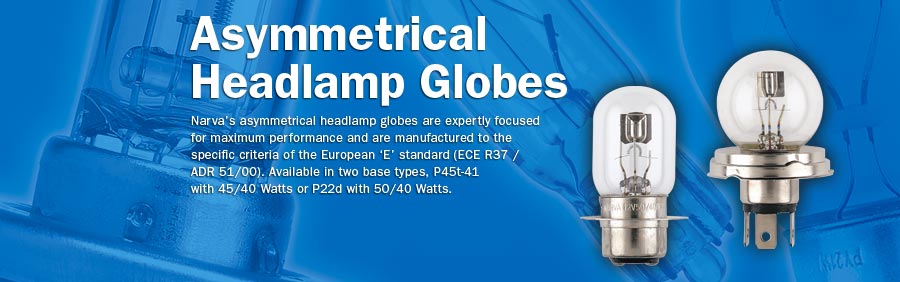 Asymmetrical
Headlamp Globes
Narva's asymmetrical headlamp globes are expertly focused
for maximum performance and are manufactured to the
specific criteria of the European 'E' standard (ECE R37 /
ADR 51/00). Available in two base types, P45t-41
with 45/40 Watts or P22d with 50/40 Watts.